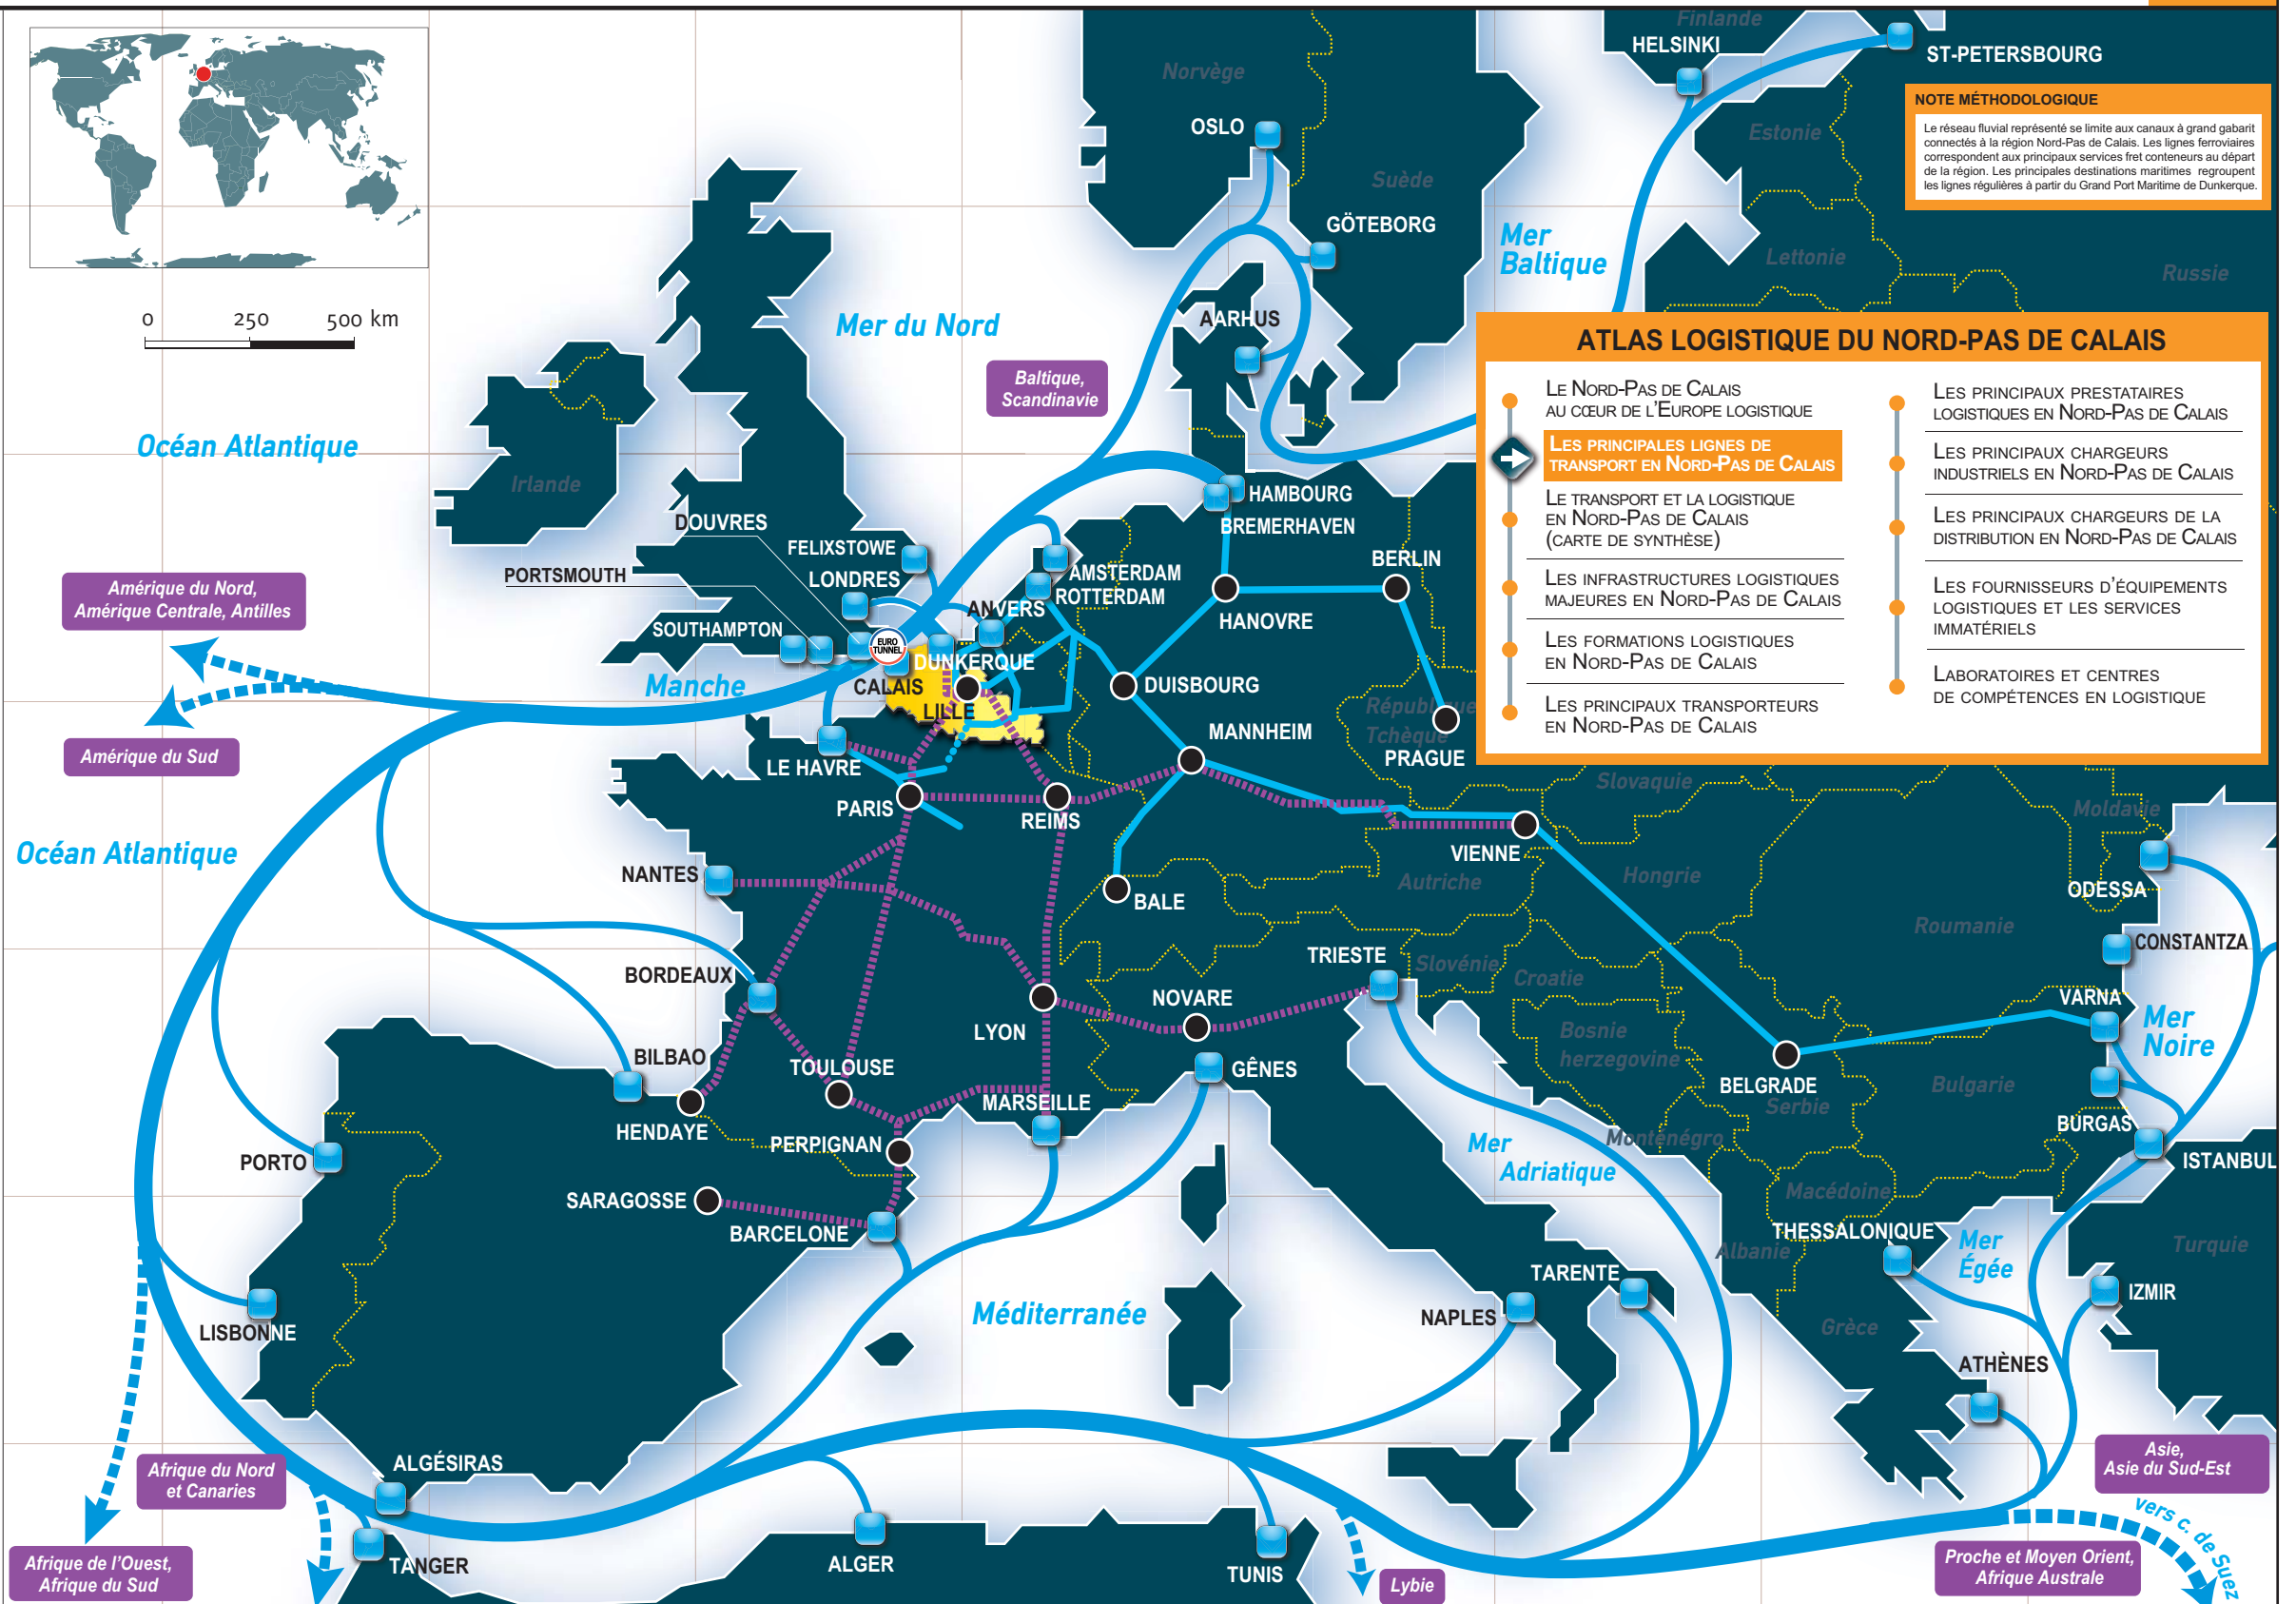 Finlande
HELSINKI
ST-PETERSBOURG
Norvège
OSLO
Estonie
Suède
GÖTEBORG
Mer
Baltique
Lettonie
Russie
NOTE MÉTHODOLOGIQUE
Le réseau fluvial représenté se limite aux canaux à grand gabarit
connectés à la région Nord-Pas de Calais. Les lignes ferroviaires
correspondent aux principaux services fret conteneurs au départ
de la région. Les principales destinations maritimes regroupent
les lignes régulières à partir du Grand Port Maritime de Dunkerque.
0 250 500 km
Mer du Nord
AARHUS
Baltique,
Scandinavie
ATLAS LOGISTIQUE DU NORD-PAS DE CALAIS
LE NORD-PAS DE CALAIS
AU CŒUR DE L'EUROPE LOGISTIQUE
LES PRINCIPALES LIGNES DE
TRANSPORT EN NORD-PAS DE CALAIS
LE TRANSPORT ET LA LOGISTIQUE
EN NORD-PAS DE CALAIS
(CARTE DE SYNTHÈSE)
LES INFRASTRUCTURES LOGISTIQUES
MAJEURES EN NORD-PAS DE CALAIS
LES FORMATIONS LOGISTIQUES
EN NORD-PAS DE CALAIS
LES PRINCIPAUX TRANSPORTEURS
EN NORD-PAS DE CALAIS
LES PRINCIPAUX PRESTATAIRES
LOGISTIQUES EN NORD-PAS DE CALAIS
LES PRINCIPAUX CHARGEURS
INDUSTRIELS EN NORD-PAS DE CALAIS
LES PRINCIPAUX CHARGEURS DE LA
DISTRIBUTION EN NORD-PAS DE CALAIS
LES FOURNISSEURS D'ÉQUIPEMENTS
LOGISTIQUES ET LES SERVICES
IMMATÉRIELS
LABORATOIRES ET CENTRES
DE COMPÉTENCES EN LOGISTIQUE
Océan Atlantique
Irlande
DOUVRES
FELIXSTOWE
PORTSMOUTH
LONDRES
SOUTHAMPTON
HAMBOURG
BREMERHAVEN
AMSTERDAM
ROTTERDAM
ANVERS
BERLIN
HANOVRE
Amérique du Nord,
Amérique Centrale, Antilles
EURO
TUNNEL
DUNKERQUE
CALAIS
LILLE
Manche
DUISBOURG
MANNHEIM
République
Tchèque
PRAGUE
Amérique du Sud
LE HAVRE
PARIS
REIMS
Slovaquie
Moldavie
Océan Atlantique
NANTES
VIENNE
BALE
Autriche
Hongrie
ODESSA
Roumanie
CONSTANTZA
BORDEAUX
TRIESTE
Slovénie
Croatie
NOVARE
LYON
VARNA
Mer
Noire
Bosnie
herzegovine
BILBAO
TOULOUSE
GÊNES
BELGRADE
Serbie
Bulgarie
MARSEILLE
HENDAYE
PERPIGNAN
BURGAS
PORTO
Mer
Adriatique
Monténégro
ISTANBUL
SARAGOSSE
BARCELONE
Macédoine
THESSALONIQUE
Albanie
Mer
Égée
Turquie
LISBONNE
Méditerranée
TARENTE
NAPLES
IZMIR
Grèce
ATHÈNES
ALGÉSIRAS
Afrique du Nord
et Canaries
Asie,
Asie du Sud-Est
vers c. de Suez
Afrique de l'Ouest,
Afrique du Sud
TANGER
ALGER
TUNIS
Lybie
Proche et Moyen Orient,
Afrique Australe